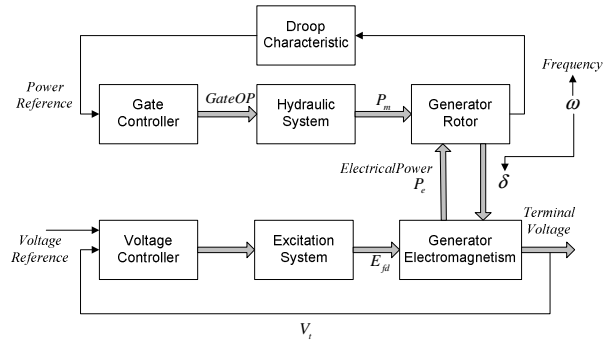 Droop
Characteristic
Frequency
Power
Reference
Gate
Controller
GateOP
Hydraulic
System
P_m
Generator
Rotor
ω
ElectricalPower
P_e
δ
Voltage
Reference
Voltage
Controller
Excitation
System
E_fd
Generator
Electromagnetism
Terminal
Voltage
V_t